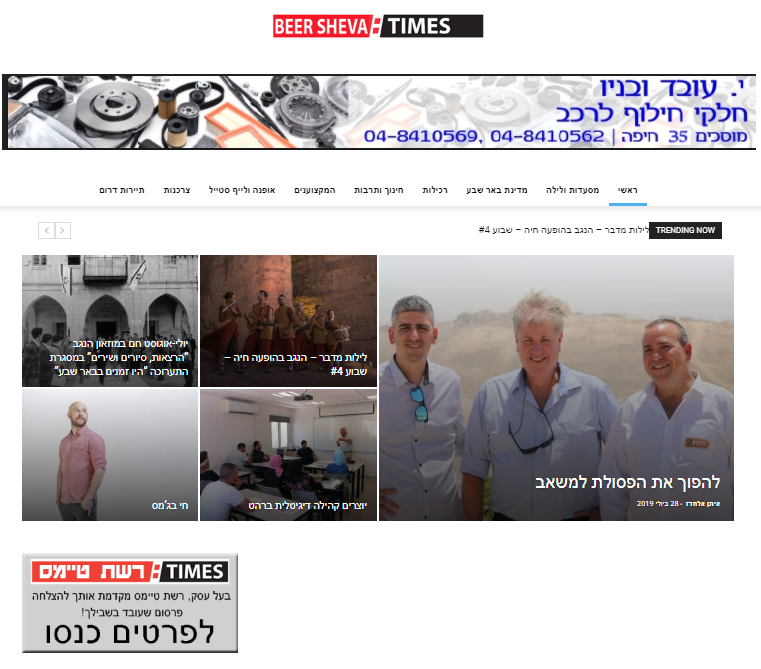 BEER SHEVA TIMES
י. עובד ובניו
חלקי חילוף לרכב
מוסכים 35 חיפה | 04-8410569, 04-8410562
ראשי
מסעדות ולילה
מדינת באר שבע
רכילות
חינוך ותרבות
המקצוענים
אופנה ולייף סטייל
צרכנות
תיירות דרום
TRENDING NOW
לילות מדבר – הנגב בהופעה חיה – שבוע 4#
להפוך את הפסולת למשאב
איתן אלחדז - 28 ביולי 2019
לילות מדבר – הנגב בהופעה חיה –
שבוע 4#
יולי-אוגוסט חם במוזאון הנגב
"הרצאות, סיורים ושירים" במסגרת
התערוכה "היו זמנים בבאר שבע"
יוצרים קהילה דיגיטלית ברהט
חי בג'מס
רשת טיימס TIMES
בעל עסק, רשת טיימס מקדמת אותך להצלחה
פרסום שעובד בשבילך!
לפרטים כנסו